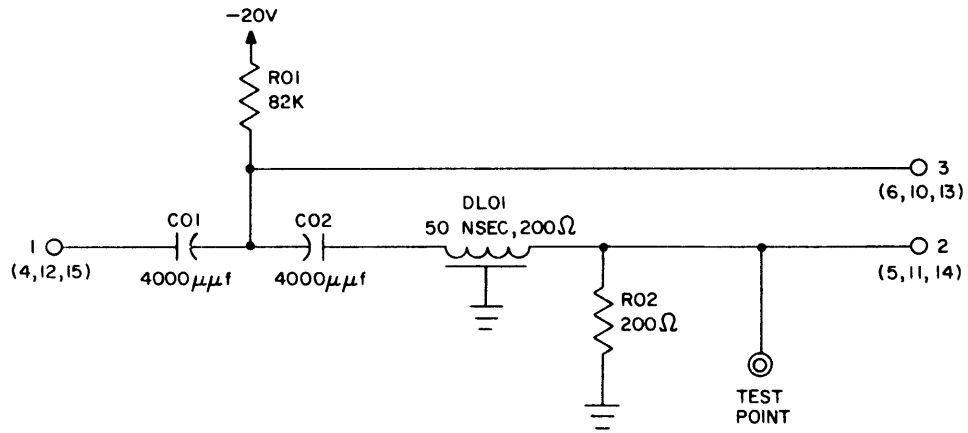 -20V
R01
82K
3
(6, 10, 13)
DL01
50 NSEC, 200Ω
C01
C02
1
(4, 12, 15)
4000μμf
4000μμf
2
(5, 11, 14)
R02
200Ω
TEST
POINT